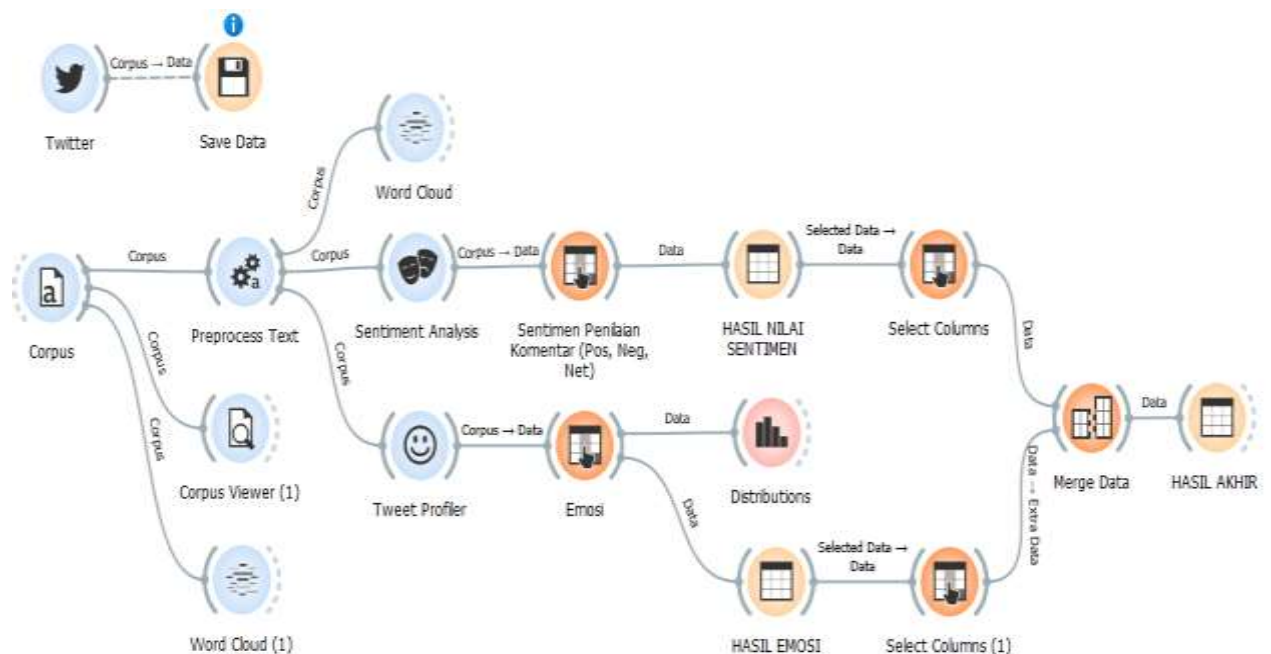 Corpus → Data
Twitter
Save Data
Corpus
Word Cloud
Corpus
Corpus
Corpus → Data
Data
Selected Data →
Data
a
a
Corpus
Preprocess Text
Sentiment Analysis
Sentimen Penilaian
Komentar (Pos, Neg,
Net)
HASIL NILAI
SENTIMEN
Select Columns
Corpus
Corpus
Data
Corpus
Corpus → Data
Data
Data
Corpus Viewer (1)
Tweet Profiler
Emosi
Distributions
Merge Data
HASIL AKHIR
Data
Data → Extra Data
Selected Data →
Data
Word Cloud (1)
HASIL EMOSI
Select Columns (1)